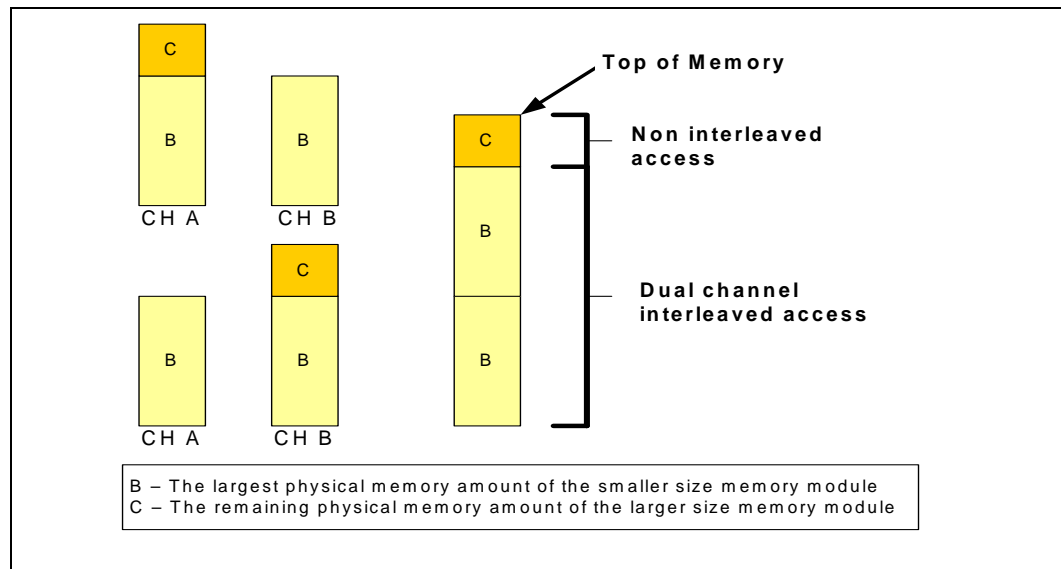 C
B
CH A
B
CH B
B
CH A
C
B
CH B
C
B
B
Top of Memory
Non interleaved
access
Dual channel
interleaved access
B – The largest physical memory amount of the smaller size memory module
C – The remaining physical memory amount of the larger size memory module